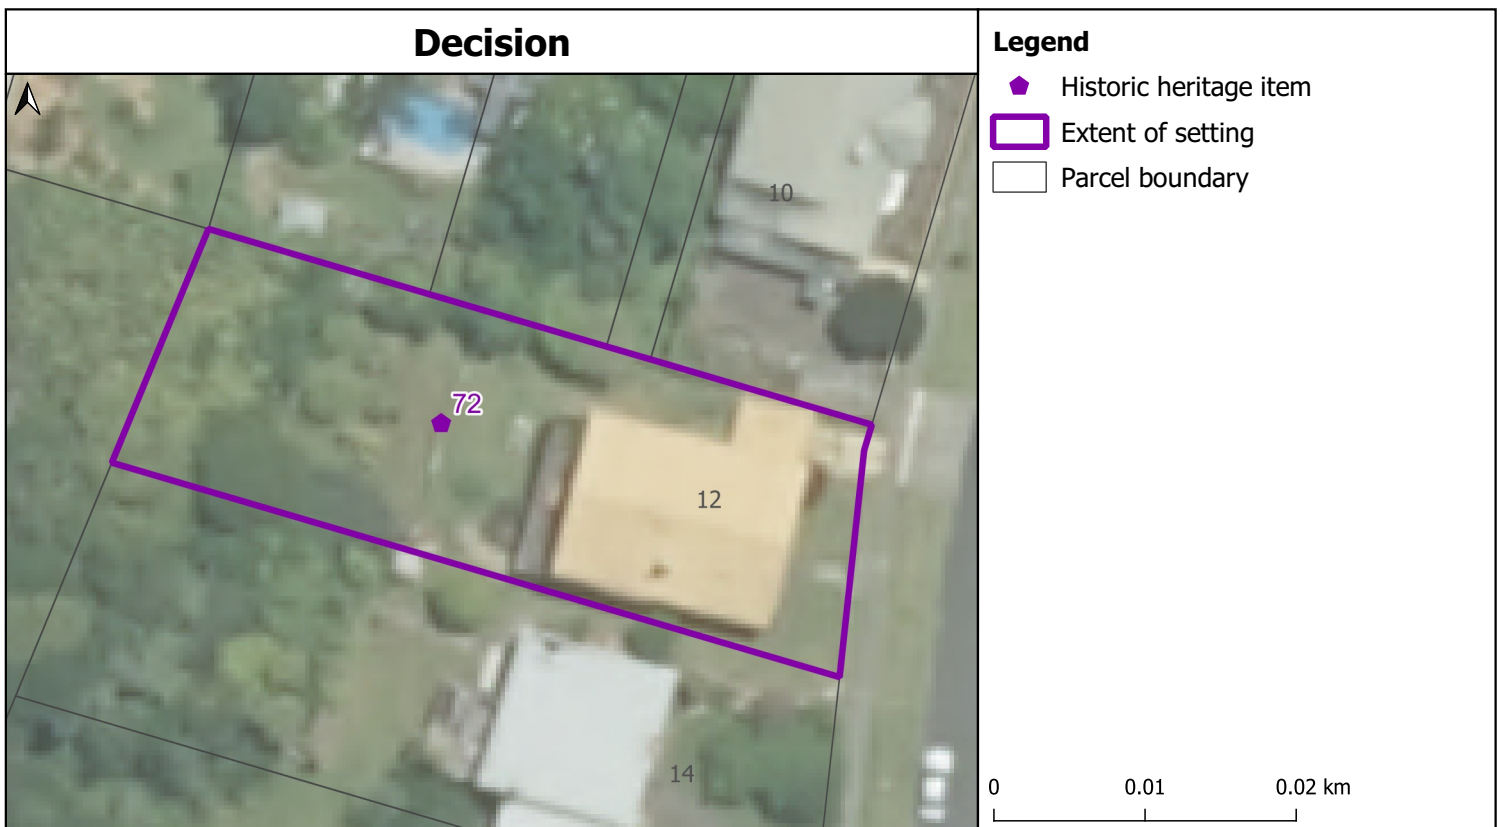 Decision
Legend
Historic heritage item
Extent of setting
Parcel boundary
10
72
12
14
0 0.01 0.02 km